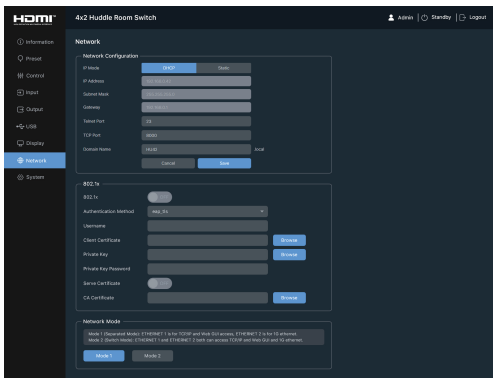 HDMI
4x2 Huddle Room Switch
Admin
Standby
Logout
Information
Preset
Control
Input
Output
USB
Display
Network
System
Network
Network Configuration
IP Mode DHCP Static
IP Address
Subnet Mask
Gateway
Telnet Port 23
TCP Port 8000
Domain Name .local
Cancel Save
802.1x
802.1x
Authentication Method
Username
Client Certificate Browse
Private Key Browse
Private Key Password
Serve Certificate
CA Certificate Browse
Network Mode
Mode 1 (Separated Mode): ETHERNET 1 is for TCP/IP and Web GUI access, ETHERNET 2 is for 1G ethernet.
Mode 2 (Switch Mode): ETHERNET 1 and ETHERNET 2 both can access TCP/IP and Web GUI and 1G ethernet.
Mode 1 Mode 2